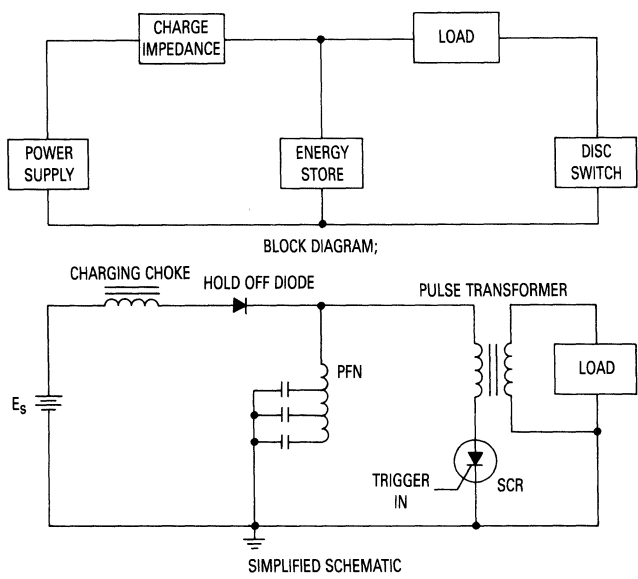 CHARGE
IMPEDANCE
LOAD
POWER
SUPPLY
ENERGY
STORE
DISC
SWITCH
BLOCK DIAGRAM;
CHARGING CHOKE
HOLD OFF DIODE
PULSE TRANSFORMER
PFN
LOAD
Es
TRIGGER
IN
SCR
SIMPLIFIED SCHEMATIC